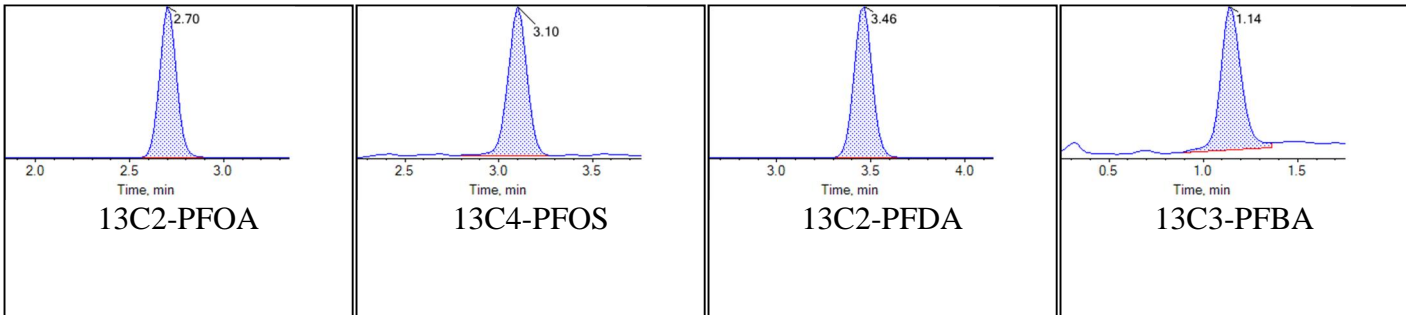 2.70
2.0 2.5 3.0
Time, min
13C2-PFOA
3.10
2.5 3.0 3.5
Time, min
13C4-PFOS
3.46
3.0 3.5 4.0
Time, min
13C2-PFDA
1.14
0.5 1.0 1.5
Time, min
13C3-PFBA